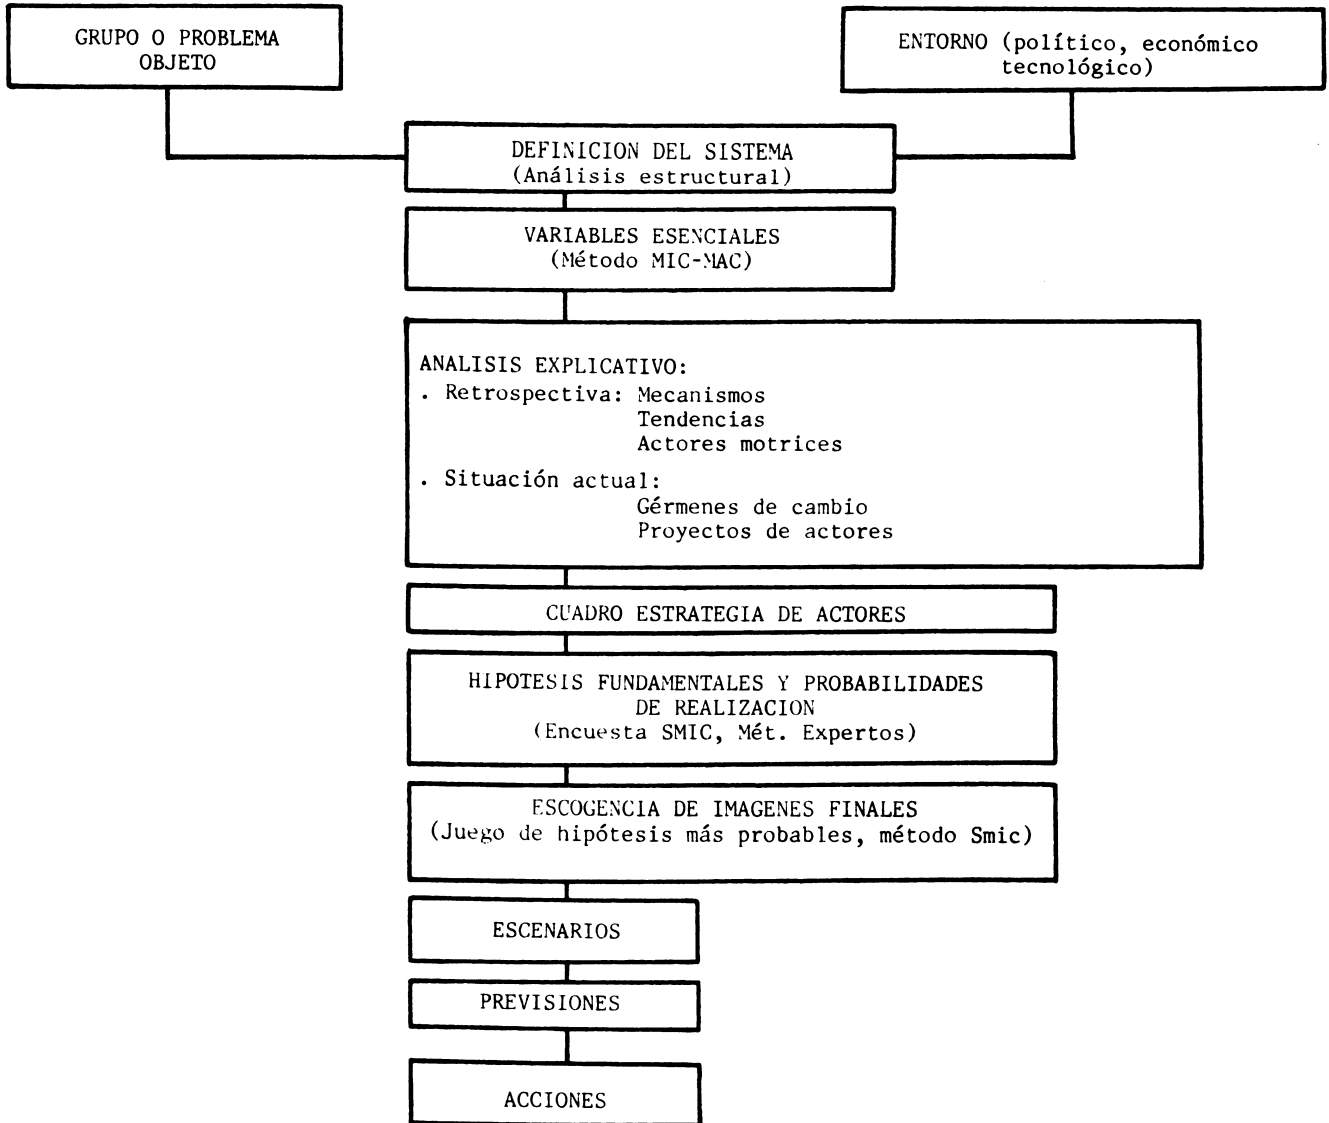 GRUPO O PROBLEMA
OBJETO
ENTORNO (político, económico
tecnológico)
DEFINICION DEL SISTEMA
(Análisis estructural)
VARIABLES ESENCIALES
(Método MIC-MAC)
ANALISIS EXPLICATIVO:
. Retrospectiva: Mecanismos
Tendencias
Actores motrices
. Situación actual:
Gérmenes de cambio
Proyectos de actores
CUADRO ESTRATEGIA DE ACTORES
HIPOTESIS FUNDAMENTALES Y PROBABILIDADES
DE REALIZACION
(Encuesta SMIC, Mét. Expertos)
ESCOGENCIA DE IMAGENES FINALES
(Juego de hipótesis más probables, método Smic)
ESCENARIOS
PREVISIONES
ACCIONES